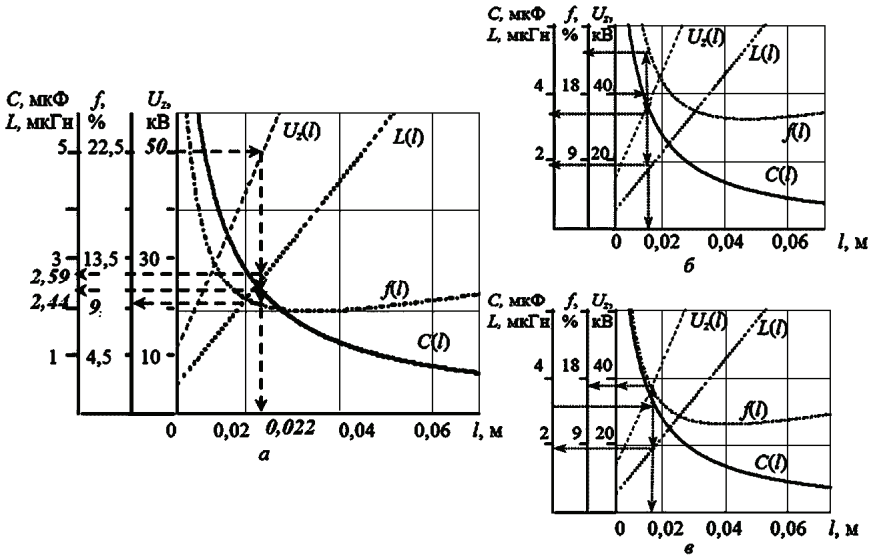 C, мкФ f, U₂,
L, мкГн % кВ
5 22,5 50
U₂(l)
L(l)
3 13,5 30
2,59
2,44 9
f(l)
C(l)
1 4,5 10
0 0,02 0,022 0,04 0,06 l, м
а
C, мкФ f, U₂,
L, мкГн % кВ
U₂(l)
L(l)
4 18 40
f(l)
2 9 20
C(l)
0 0,02 0,04 0,06 l, м
б
C, мкФ f, U₂,
L, мкГн % кВ
U₂(l)
L(l)
4 18 40
f(l)
2 9 20
C(l)
0 0,02 0,04 0,06 l, м
в